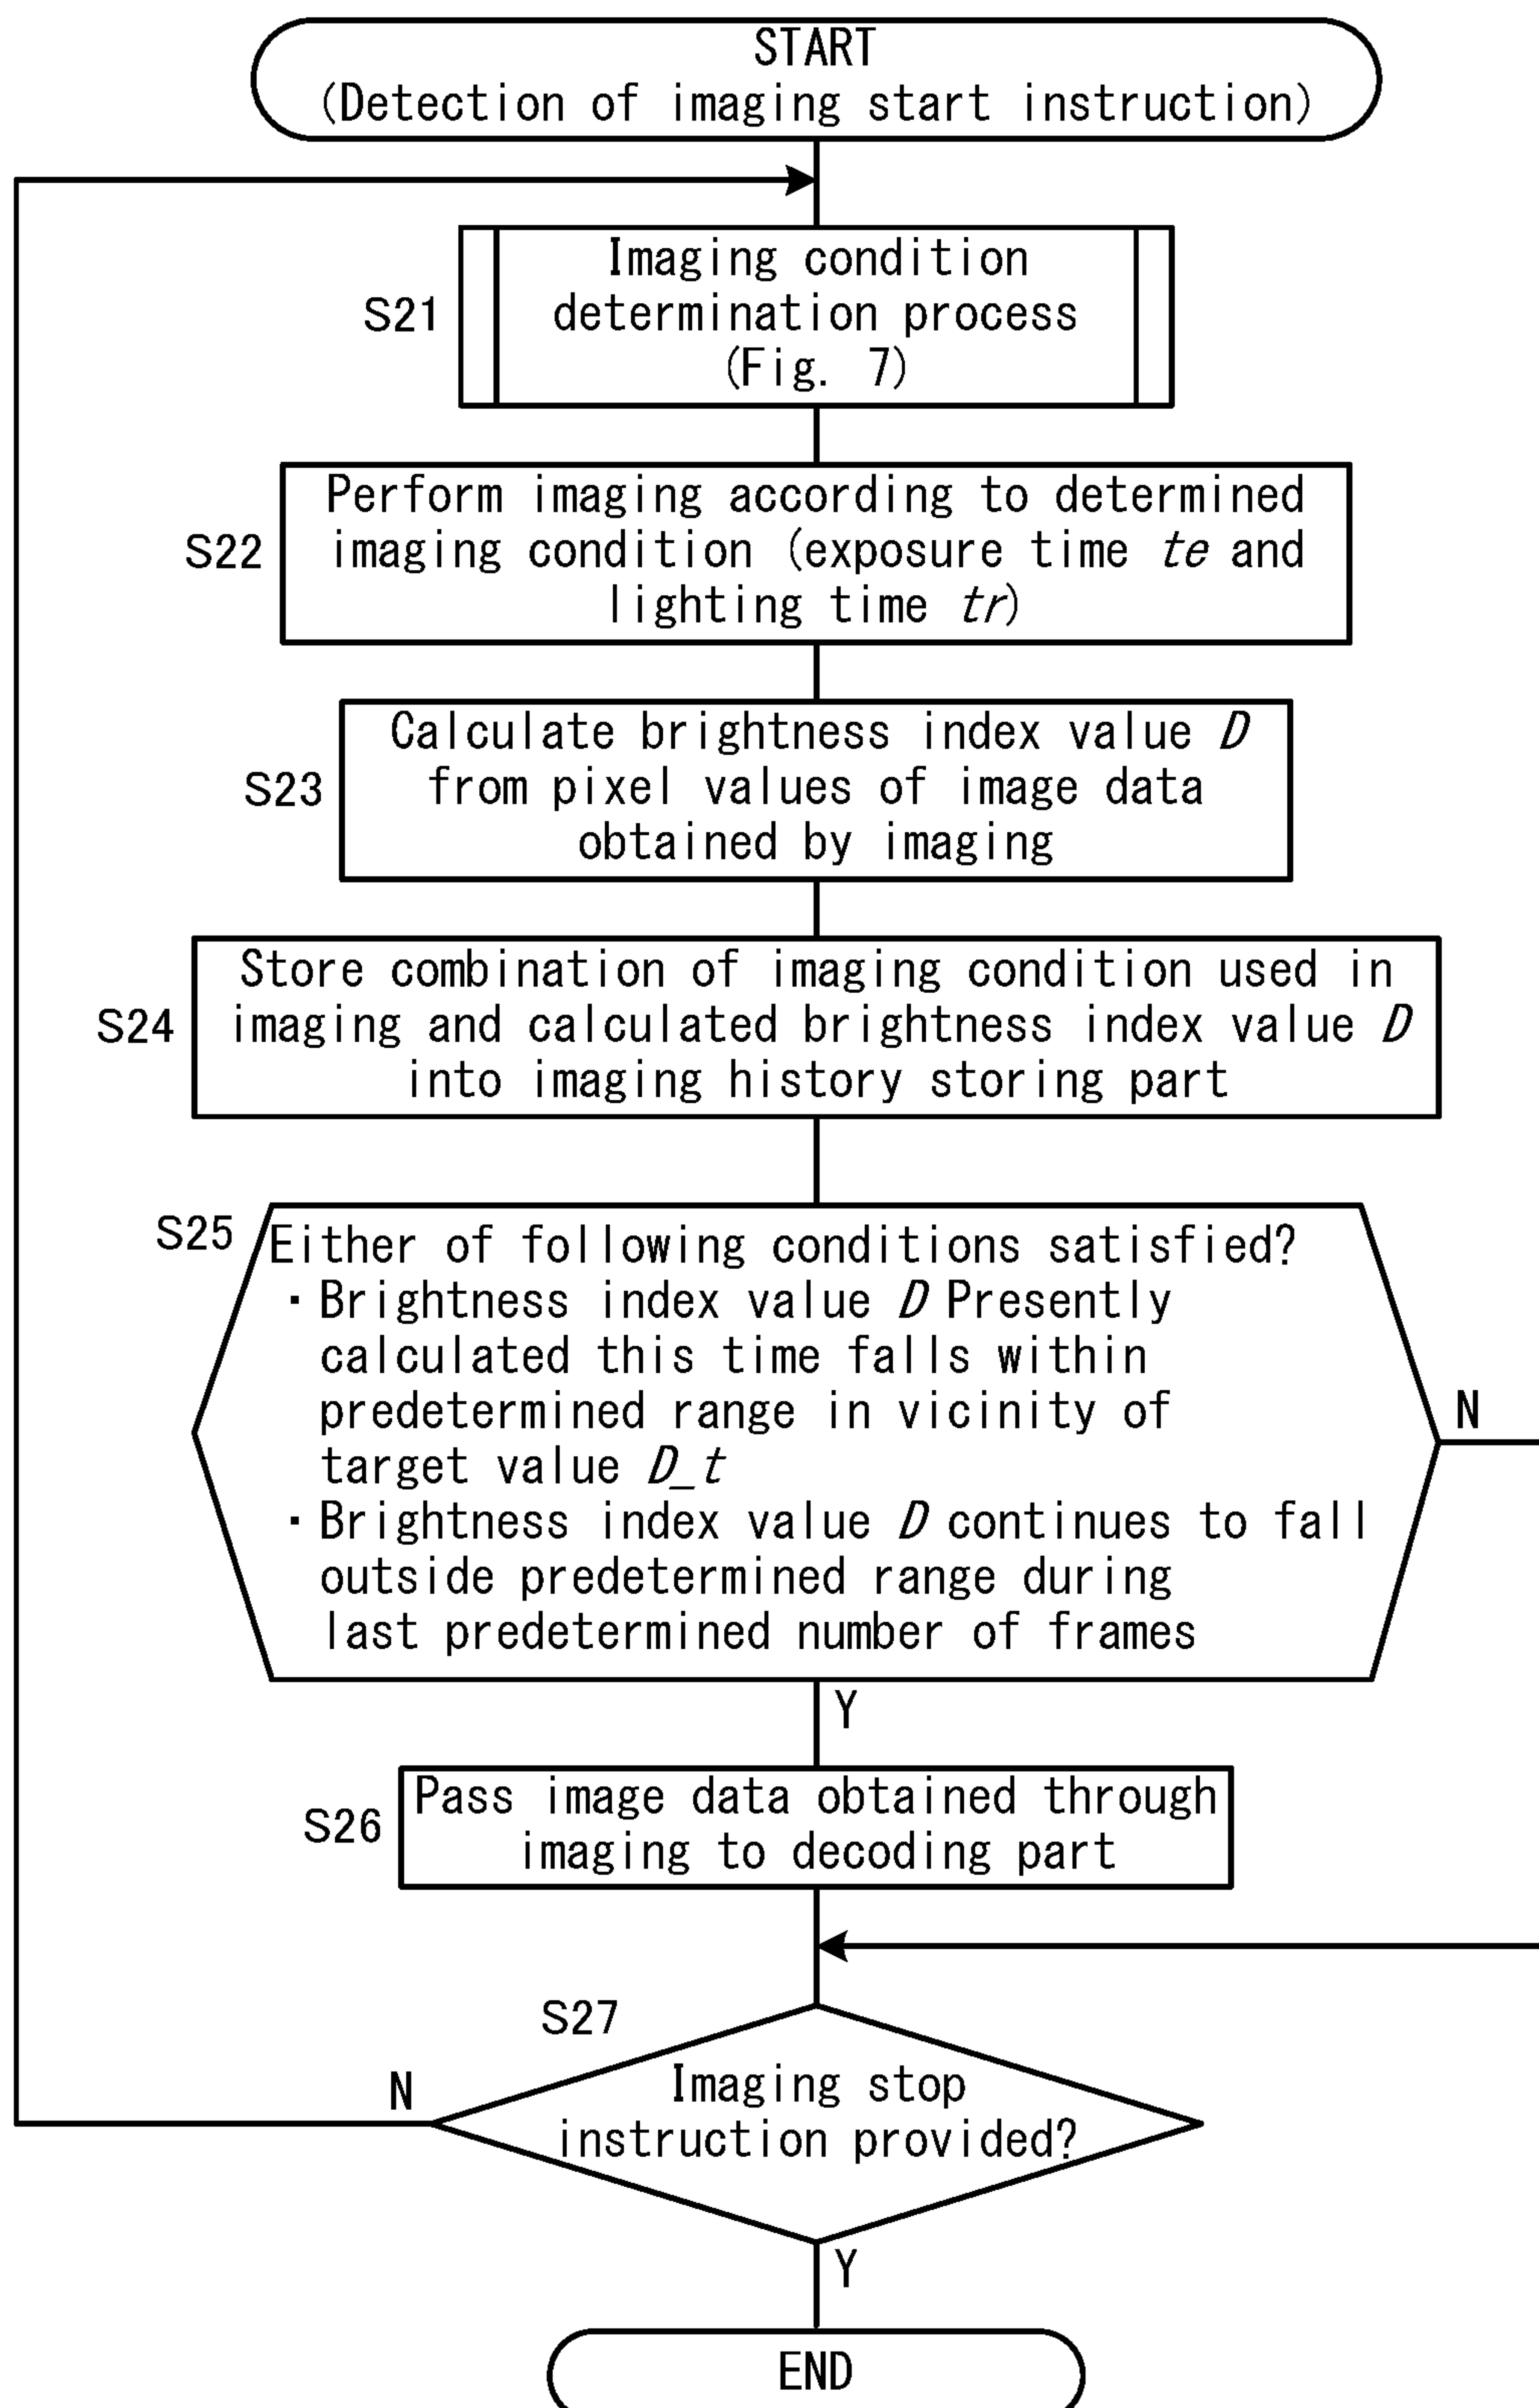 START
(Detection of imaging start instruction)
S21
Imaging condition
determination process
(Fig. 7)
S22
Perform imaging according to determined
imaging condition (exposure time te and
lighting time tr)
S23
Calculate brightness index value D
from pixel values of image data
obtained by imaging
S24
Store combination of imaging condition used in
imaging and calculated brightness index value D
into imaging history storing part
S25
Either of following conditions satisfied?
・Brightness index value D Presently
calculated this time falls within
predetermined range in vicinity of
target value D_t
・Brightness index value D continues to fall
outside predetermined range during
last predetermined number of frames
N
Y
S26
Pass image data obtained through
imaging to decoding part
S27
Imaging stop
instruction provided?
N
Y
END